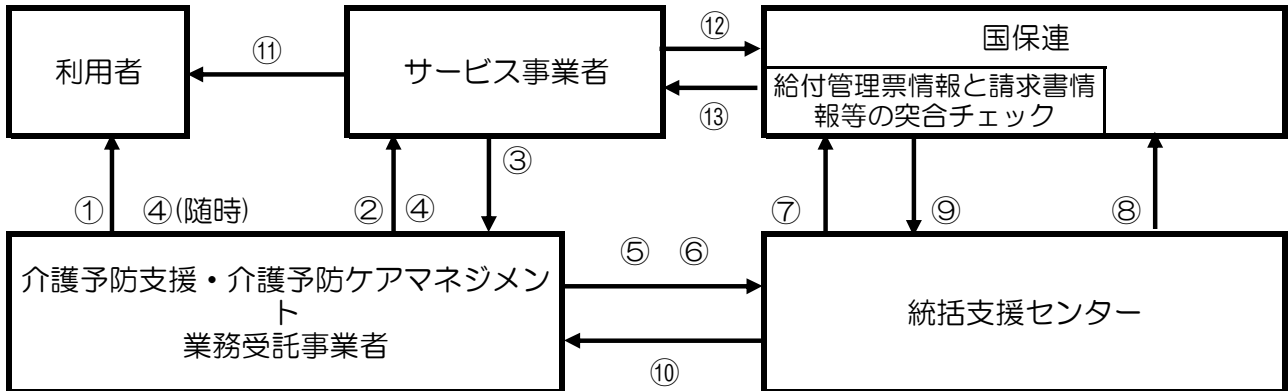 利用者
⑪
サービス事業者
⑫
⑬
国保連
給付管理票情報と請求書情
報等の突合チェック
③
①
④(随時)
②
④
⑦
⑨
⑧
介護予防支援・介護予防ケアマネジメン
ト
業務受託事業者
⑤ ⑥
⑩
統括支援センター